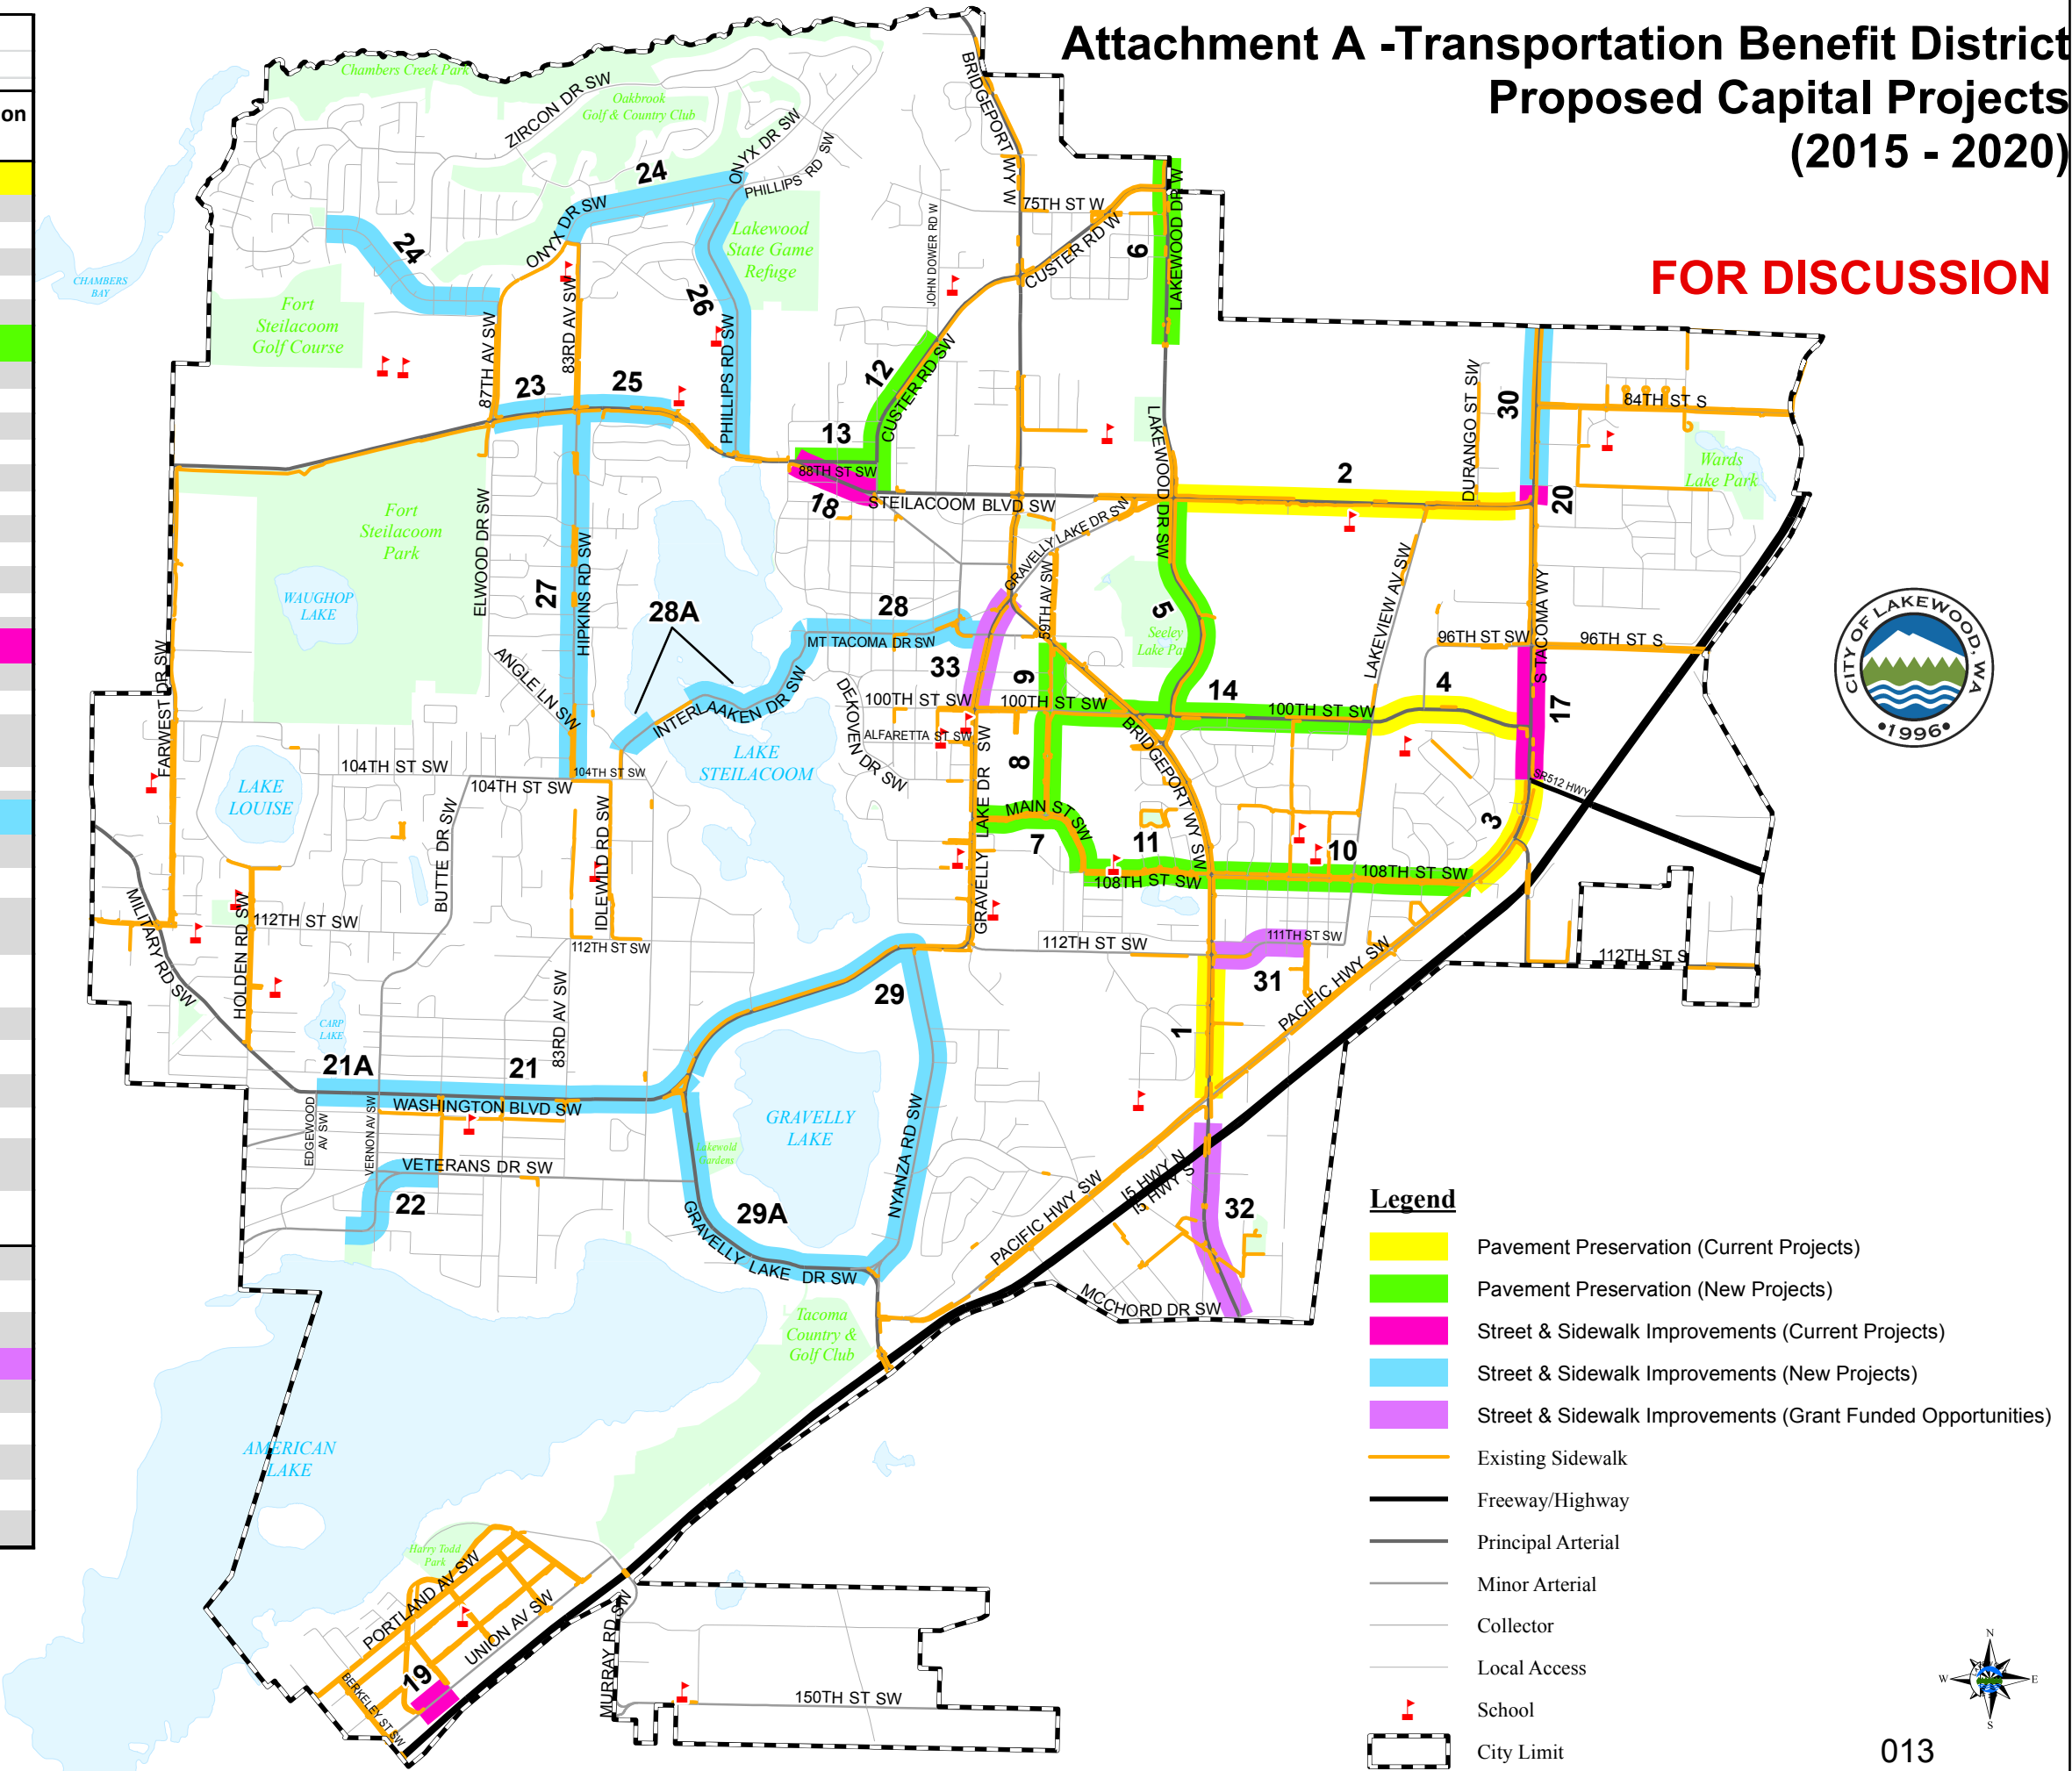 on
Attachment A -Transportation Benefit District
Proposed Capital Projects
(2015 - 2020)
FOR DISCUSSION
Chambers Creek Park
Oakbrook
Golf & Country Club
ZIRCON DR SW
ONYX DR SW
PHILLIPS RD SW
BRIDGEPORT WY W
24
ONYX DR SW
24
CHAMBERS
BAY
Fort
Steilacoom
Golf Course
Lakewood
State Game
Refuge
JOHN DOWER RD W
75TH ST W
CUSTER RD W
6
LAKEWOOD DR W
26
87TH AV SW
83RD AV SW
PHILLIPS RD SW
23
25
12
CUSTER RD SW
13
88TH ST SW
18
STEILACOOM BLVD SW
LAKEWOOD DR SW
2
DURANGO ST SW
30
84TH ST S
Wards
Lake Park
20
Fort
Steilacoom
Park
ELWOOD DR SW
WAUGHOP
LAKE
27
HIPKINS RD SW
28A
28
MT TACOMA DR SW
GRAVELLY LAKE DR SW
59TH AV SW
5
Seeley
Lake Par
LAKEVIEW AV SW
96TH ST SW
96TH ST S
S TACOMA WY
CITY OF LAKEWOOD, WA
•1996•
FARWEST DR SW
ANGLE LN SW
INTERLAAKEN DR SW
33
9
DEKOVEN DR SW
100TH ST SW
100TH ST SW
14
100TH ST SW
4
17
ALFARETTA ST SW
BRIDGEPORT WY SW
LAKE
STEILACOOM
8
SR512 HWY
104TH ST SW
104TH ST SW
104TH ST SW
LAKE
LOUISE
BUTTE DR SW
IDLEWILD RD SW
GRAVELLY LAKE DR SW
MAIN ST SW
7
11
10
3
108TH ST SW
108TH ST SW
MILITARY RD SW
HOLDEN RD SW
112TH ST SW
112TH ST SW
112TH ST SW
111TH ST SW
31
PACIFIC HWY SW
112TH ST S
CARP
LAKE
83RD AV SW
29
1
21A
21
WASHINGTON BLVD SW
EDGEWOOD
AV SW
VERNON AV SW
GRAVELLY
LAKE
Lakewold
Gardens
NYANZA RD SW
VETERANS DR SW
22
29A
GRAVELLY LAKE DR SW
PACIFIC HWY SW
I5 HWY N
I5 HWY S
32
MCCHORD DR SW
Tacoma
Country &
Golf Club
AMERICAN
LAKE
Harry Todd
Park
PORTLAND AV SW
UNION AV SW
19
BERKELEY ST SW
MURRAY RD SW
150TH ST SW
Legend
Pavement Preservation (Current Projects)
Pavement Preservation (New Projects)
Street & Sidewalk Improvements (Current Projects)
Street & Sidewalk Improvements (New Projects)
Street & Sidewalk Improvements (Grant Funded Opportunities)
Existing Sidewalk
Freeway/Highway
Principal Arterial
Minor Arterial
Collector
Local Access
School
City Limit
N
W
E
S
013